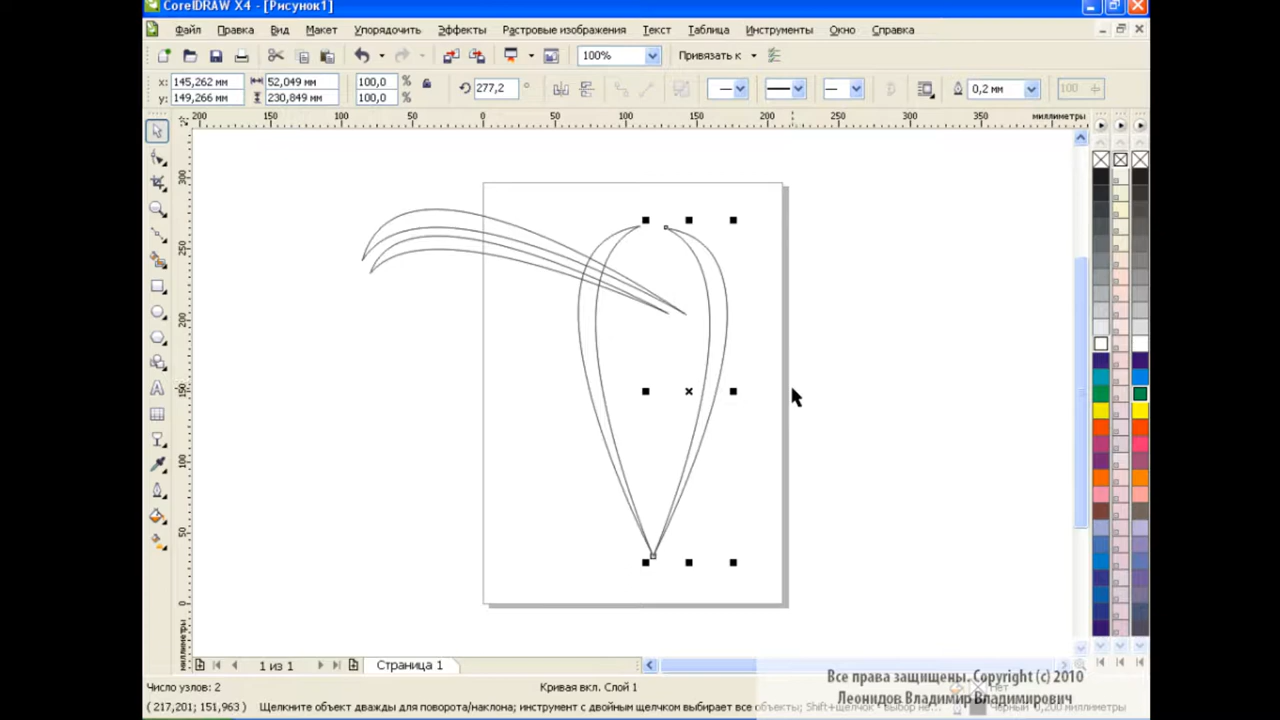 CorelDRAW X4 - [Рисунок1]
Файл Правка Вид Макет Упорядочить Эффекты Растровые изображения Текст Таблица Инструменты Окно Справка
100% Привязать к
x: 145,262 мм 52,049 мм 100,0 % 277,2 ° 0,2 мм 100
y: 149,266 мм 230,849 мм 100,0 %
200 150 100 50 0 50 100 150 200 250 300 350 миллиметры
300
250
200
150
100
50
0
миллиметры
1 из 1 Страница 1
Все права защищены. Copyright (c) 2010
Число узлов: 2 Кривая вкл. Слой 1 Нет
Леонидов Владимир Владимирович
( 217,201; 151,963 ) Щелкните объект дважды для поворота/наклона; инструмент с двойным щелчком выбирает все объекты; Shift+щелчок - выбор не... Черный 0,200 миллиметры